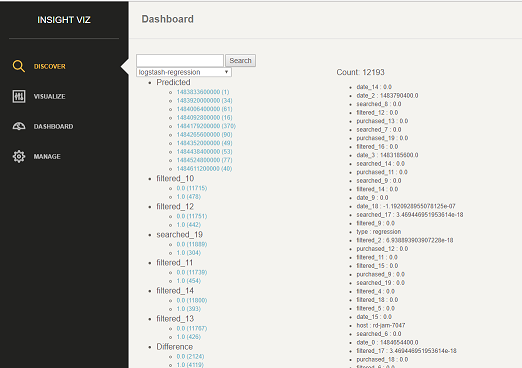 INSIGHT VIZ
DISCOVER
VISUALIZE
DASHBOARD
MANAGE
Dashboard
Search
logstash-regression
Predicted
1483833600000 (1)
1483920000000 (34)
1484006400000 (61)
1484092800000 (16)
1484179200000 (370)
1484265600000 (90)
1484352000000 (49)
1484438400000 (53)
1484524800000 (77)
1484611200000 (40)
filtered_10
0.0 (11715)
1.0 (478)
filtered_12
0.0 (11751)
1.0 (442)
searched_19
0.0 (11889)
1.0 (304)
filtered_11
0.0 (11739)
1.0 (454)
filtered_14
0.0 (11800)
1.0 (393)
filtered_13
0.0 (11767)
1.0 (426)
Difference
0.0 (2124)
1.0 (4119)
Count: 12193
date_14 : 0.0
date_2 : 1483790400.0
searched_8 : 0.0
filtered_12 : 0.0
purchased_13 : 0.0
searched_7 : 0.0
purchased_19 : 0.0
filtered_16 : 0.0
date_3 : 1483185600.0
searched_14 : 0.0
purchased_11 : 0.0
searched_9 : 0.0
filtered_14 : 0.0
date_9 : 0.0
date_18 : -1.1920928955078125e-07
searched_17 : 3.469446951953614e-18
filtered_9 : 0.0
type : regression
filtered_2 : 6.938893903907228e-18
purchased_12 : 0.0
filtered_11 : 0.0
filtered_15 : 0.0
purchased_9 : 0.0
searched_19 : 0.0
filtered_4 : 0.0
filtered_18 : 0.0
filtered_5 : 0.0
date_15 : 0.0
host : rd-jam-7047
searched_6 : 0.0
date_0 : 1484654400.0
filtered_17 : 3.469446951953614e-18
purchased_18 : 0.0